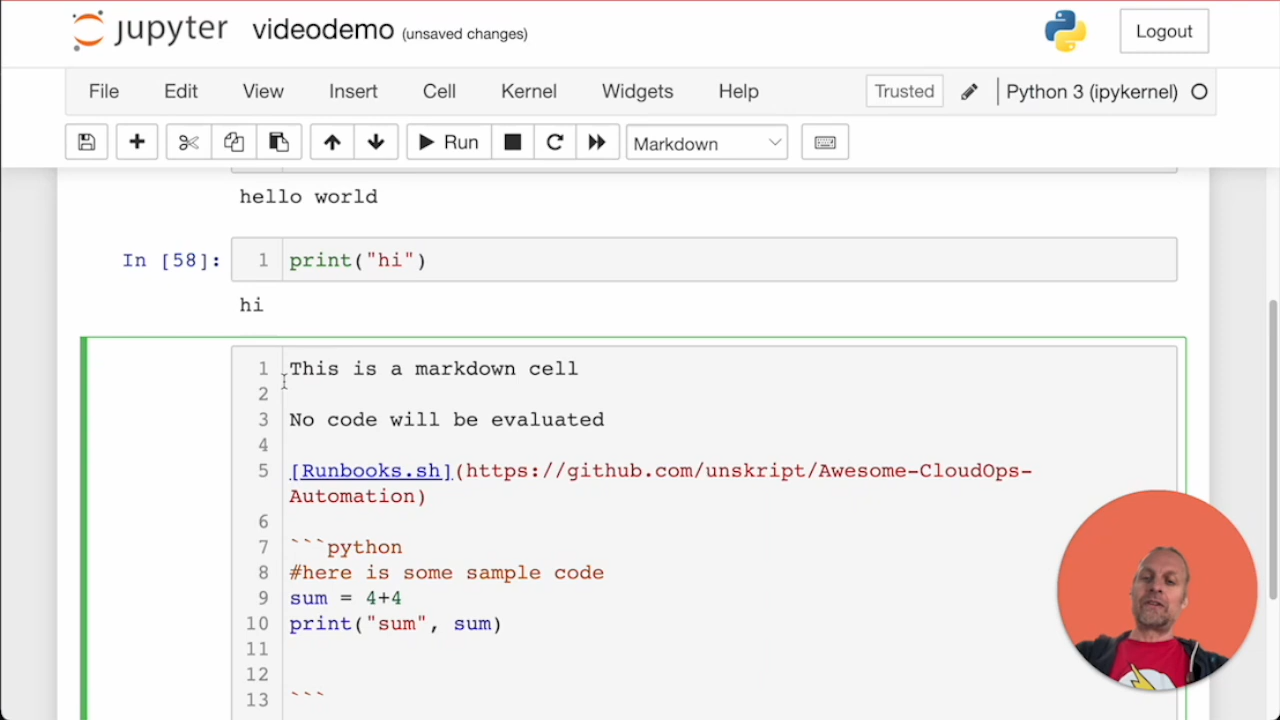 jupyter videodemo (unsaved changes) Logout
File Edit View Insert Cell Kernel Widgets Help Trusted Python 3 (ipykernel)
Run Markdown
hello world
In [58]: 1 print("hi")
hi
1 This is a markdown cell
2
3 No code will be evaluated
4
5 [Runbooks.sh](https://github.com/unskript/Awesome-CloudOps-
Automation)
6
7 ```python
8 #here is some sample code
9 sum = 4+4
10 print("sum", sum)
11
12
13 ```